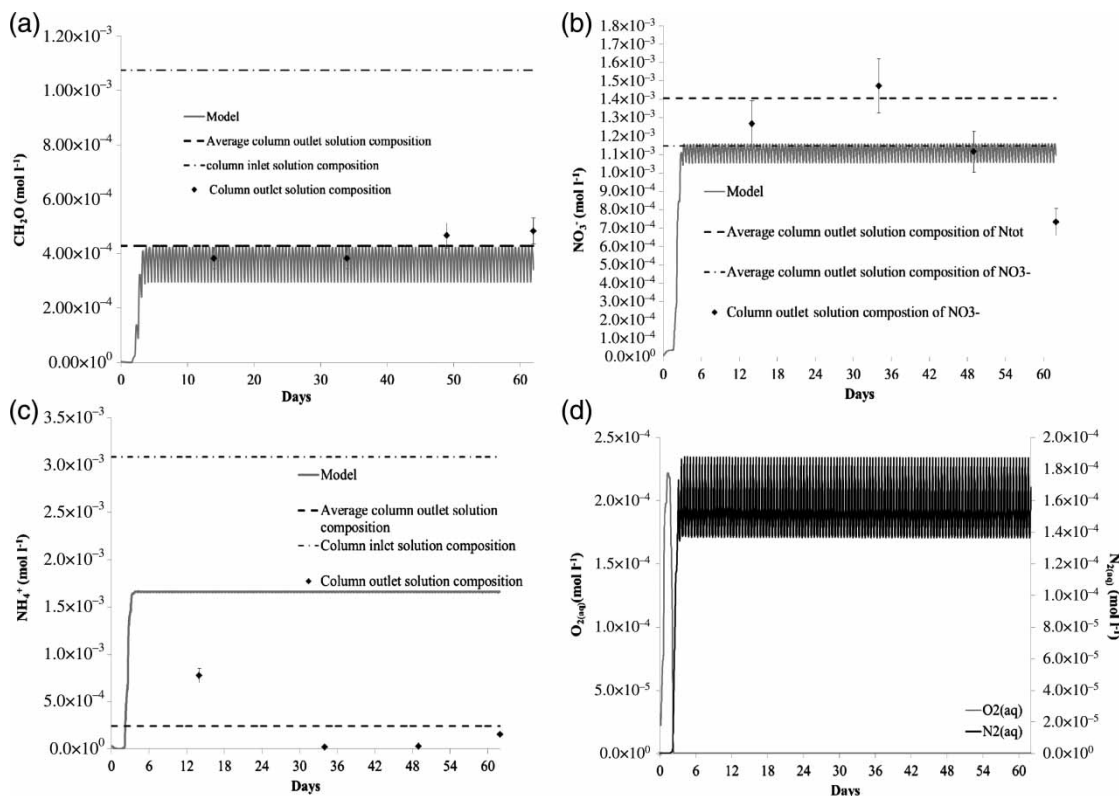 (a)
1.20×10⁻³
1.00×10⁻³
8.00×10⁻⁴
6.00×10⁻⁴
4.00×10⁻⁴
2.00×10⁻⁴
0.00×10⁰
CH₂O (mol l⁻¹)
Model
Average column outlet solution composition
column inlet solution composition
Column outlet solution composition
0 10 20 30 40 50 60
Days
(b)
1.8×10⁻³
1.7×10⁻³
1.5×10⁻³
1.4×10⁻³
1.3×10⁻³
1.2×10⁻³
1.1×10⁻³
1.0×10⁻³
9.0×10⁻⁴
8.0×10⁻⁴
7.0×10⁻⁴
6.0×10⁻⁴
5.0×10⁻⁴
4.0×10⁻⁴
3.0×10⁻⁴
2.0×10⁻⁴
1.0×10⁻⁴
0.0×10⁰
NO₃⁻ (mol l⁻¹)
Model
Average column outlet solution composition of Ntot
Average column outlet solution composition of NO3-
Column outlet solution compostion of NO3-
0 6 12 18 24 30 36 42 48 54 60
Days
(c)
3.5×10⁻³
3.0×10⁻³
2.5×10⁻³
2.0×10⁻³
1.5×10⁻³
1.0×10⁻³
5.0×10⁻⁴
0.0×10⁰
NH₄⁺ (mol l⁻¹)
Model
Average column outlet solution
composition
Column inlet solution composition
Column outlet solution composition
0 6 12 18 24 30 36 42 48 54 60
Days
(d)
2.5×10⁻⁴
2.0×10⁻⁴
1.5×10⁻⁴
1.0×10⁻⁴
5.0×10⁻⁵
0.0×10⁰
O₂₍aq₎(mol l⁻¹)
2.0×10⁻⁴
1.8×10⁻⁴
1.6×10⁻⁴
1.4×10⁻⁴
1.2×10⁻⁴
1.0×10⁻⁴
8.0×10⁻⁵
6.0×10⁻⁵
4.0×10⁻⁵
2.0×10⁻⁵
0.0×10⁰
N₂₍aq₎ (mol l⁻¹)
O2(aq)
N2(aq)
0 6 12 18 24 30 36 42 48 54 60
Days